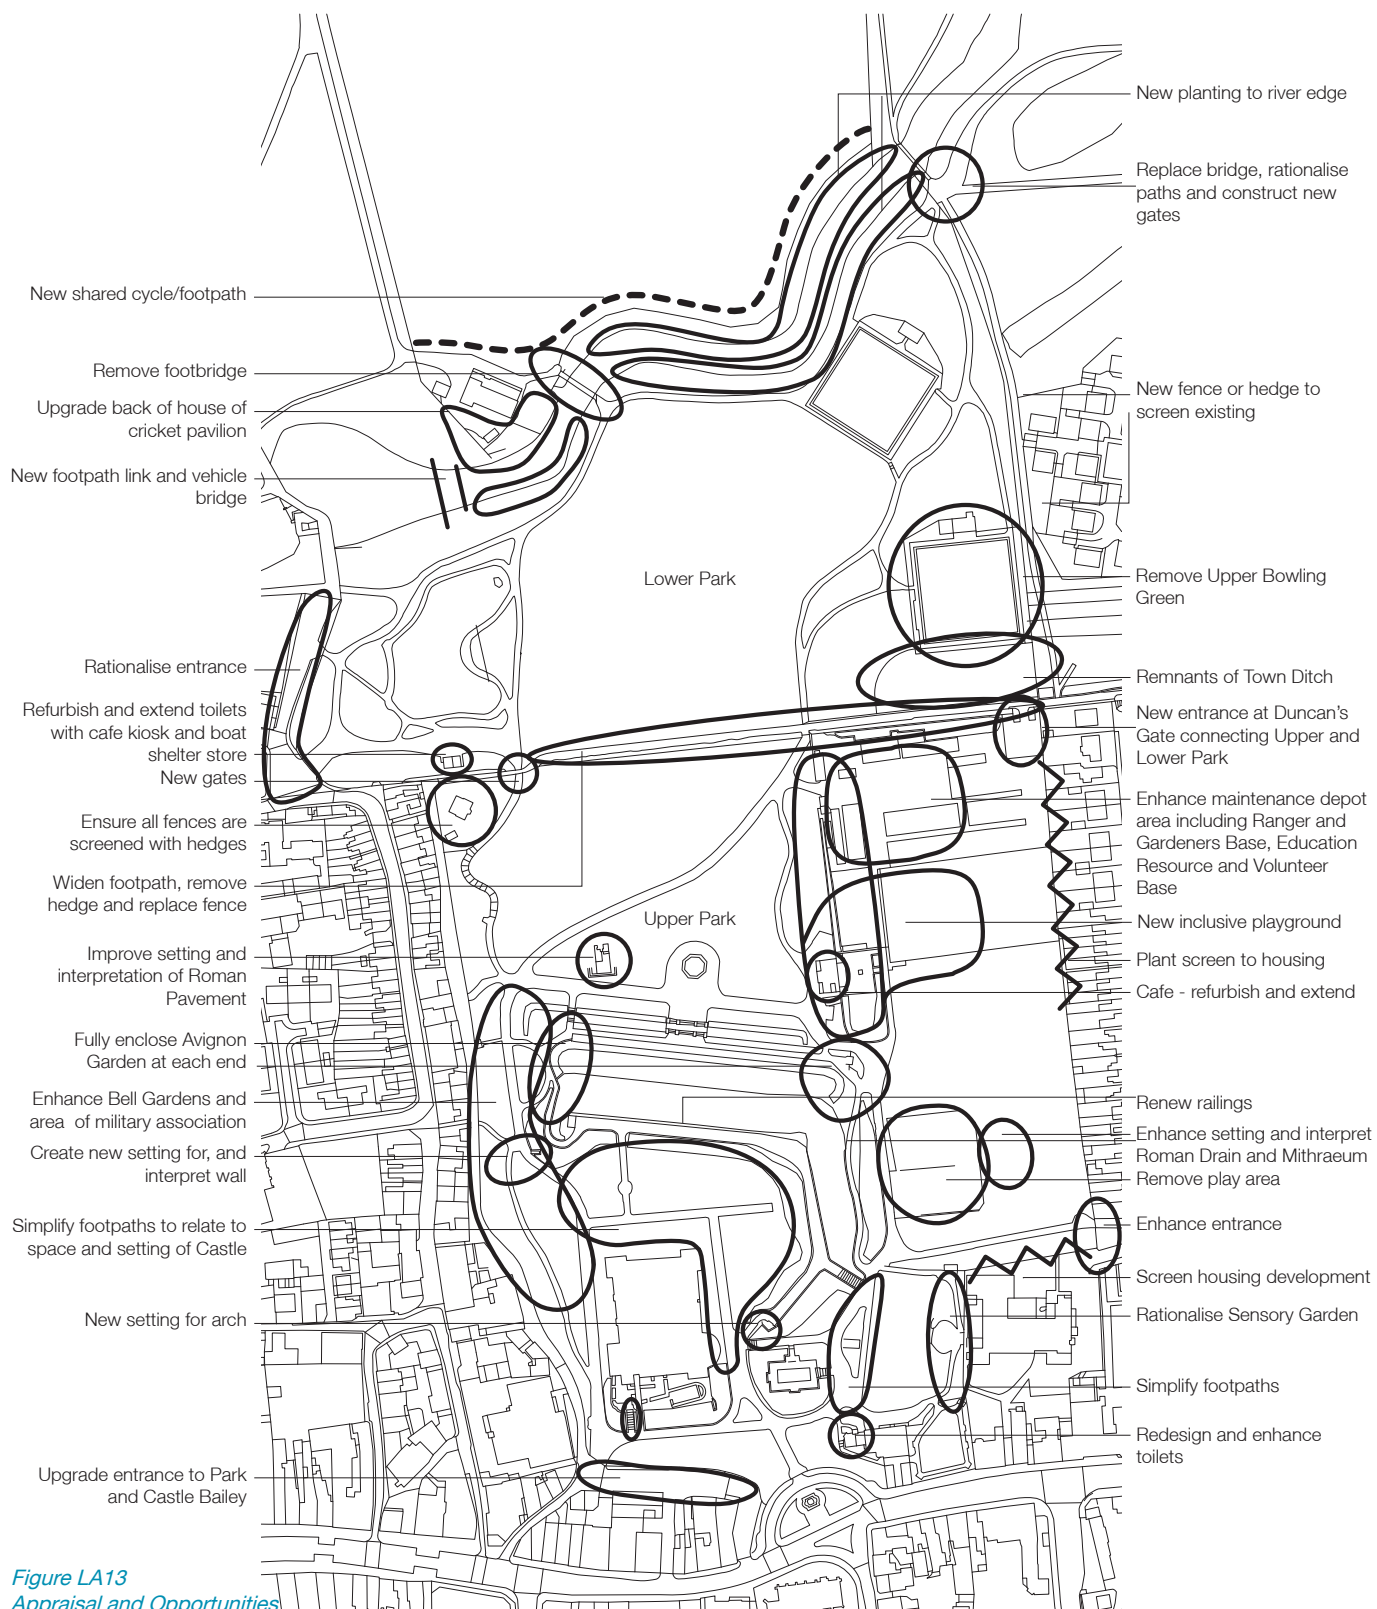 New planting to river edge
Replace bridge, rationalise
paths and construct new
gates
New shared cycle/footpath
Remove footbridge
Upgrade back of house of
cricket pavilion
New footpath link and vehicle
bridge
New fence or hedge to
screen existing
Lower Park
Remove Upper Bowling
Green
Rationalise entrance
Remnants of Town Ditch
Refurbish and extend toilets
with cafe kiosk and boat
shelter store
New gates
New entrance at Duncan's
Gate connecting Upper and
Lower Park
Ensure all fences are
screened with hedges
Enhance maintenance depot
area including Ranger and
Gardeners Base, Education
Resource and Volunteer
Base
Widen footpath, remove
hedge and replace fence
Upper Park
New inclusive playground
Improve setting and
interpretation of Roman
Pavement
Plant screen to housing
Cafe - refurbish and extend
Fully enclose Avignon
Garden at each end
Enhance Bell Gardens and
area of military association
Renew railings
Create new setting for, and
interpret wall
Enhance setting and interpret
Roman Drain and Mithraeum
Remove play area
Simplify footpaths to relate to
space and setting of Castle
Enhance entrance
Screen housing development
New setting for arch
Rationalise Sensory Garden
Simplify footpaths
Redesign and enhance
toilets
Upgrade entrance to Park
and Castle Bailey
Figure LA13
Appraisal and Opportunities